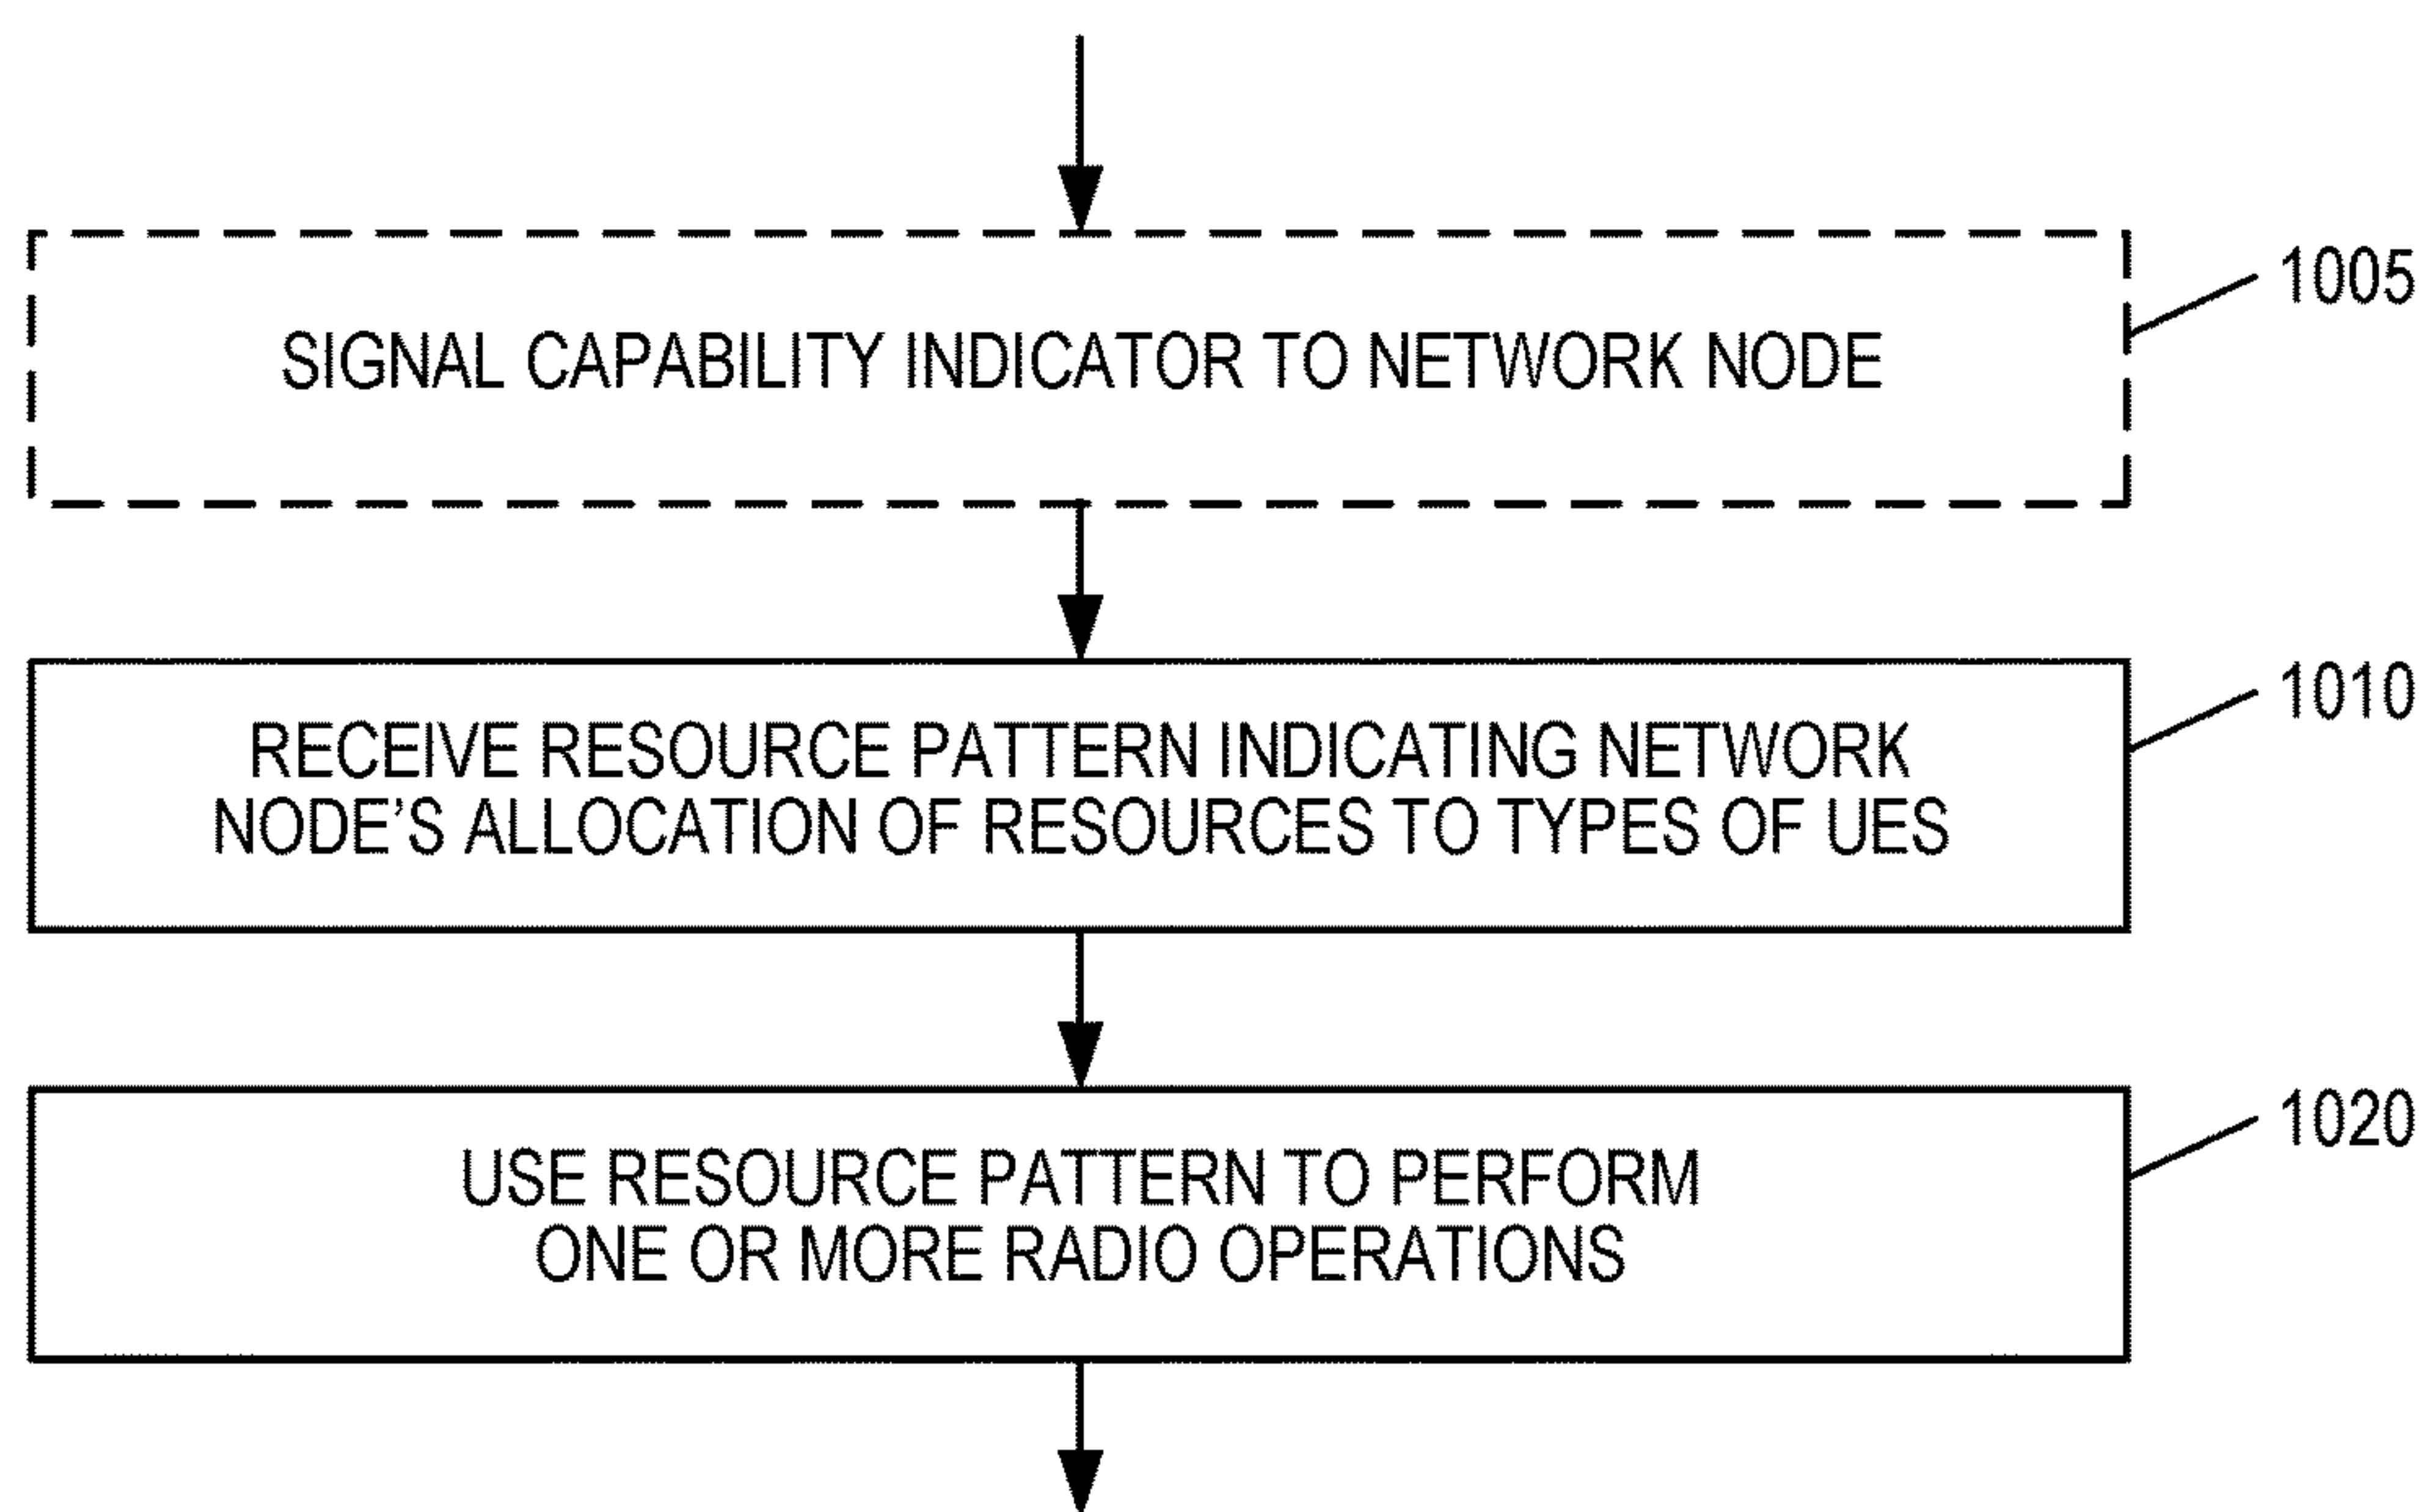 1005
SIGNAL CAPABILITY INDICATOR TO NETWORK NODE
1010
RECEIVE RESOURCE PATTERN INDICATING NETWORK
NODE’S ALLOCATION OF RESOURCES TO TYPES OF UES
1020
USE RESOURCE PATTERN TO PERFORM
ONE OR MORE RADIO OPERATIONS